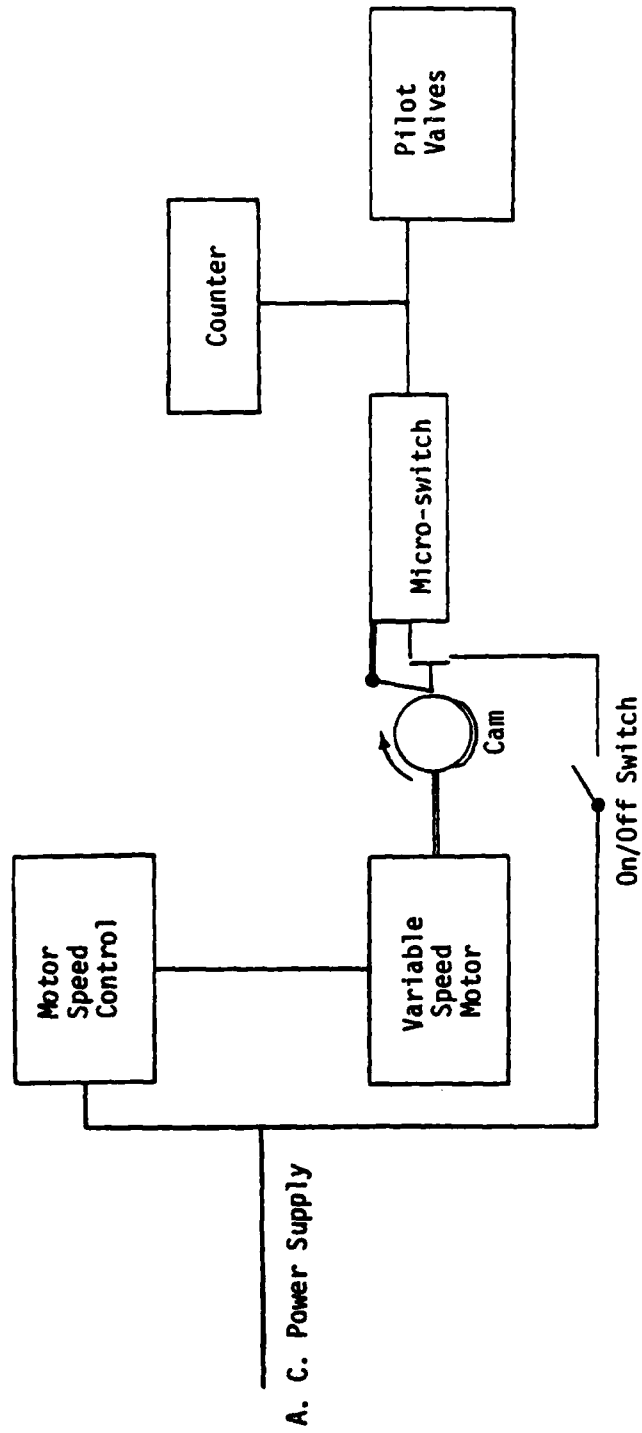 Motor
Speed
Control
Counter
Pilot
Valves
Variable
Speed
Motor
Cam
Micro-switch
A. C. Power Supply
On/Off Switch